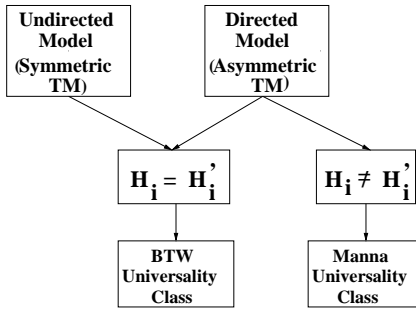 Undirected
Model
(Symmetric
TM)
Directed
Model
(Asymmetric
TM)
H_i = H_i'
H_i ≠ H_i'
BTW
Universality
Class
Manna
Universality
Class